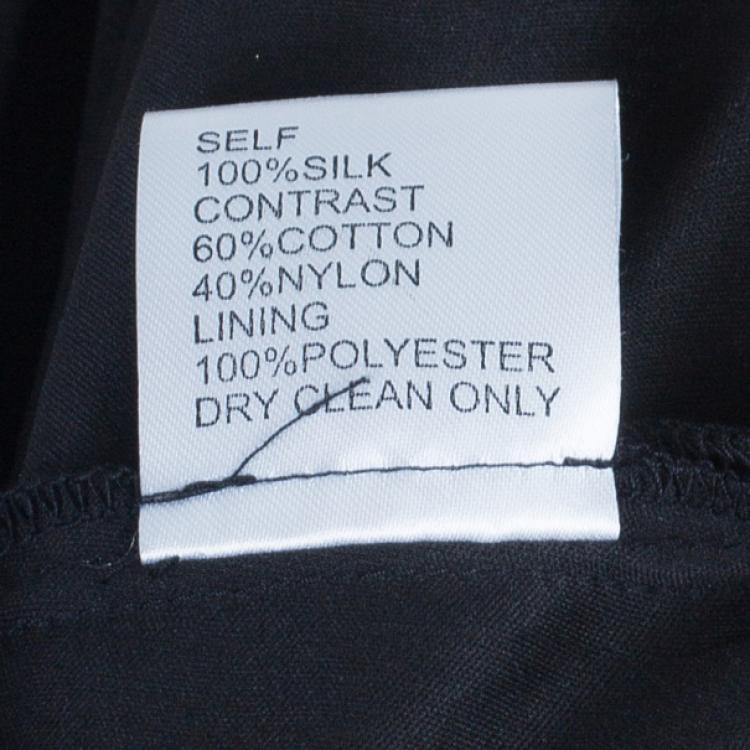 SELF
100%SILK
CONTRAST
60%COTTON
40%NYLON
LINING
100%POLYESTER
DRY CLEAN ONLY